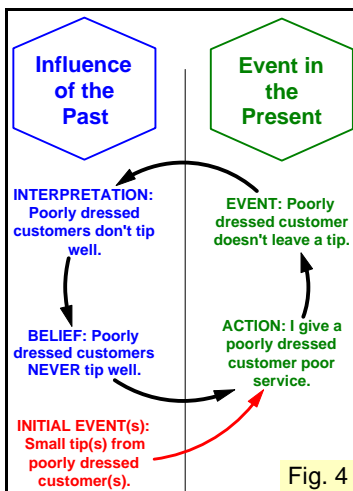 Influence
of the
Past
Event in
the
Present
INTERPRETATION:
Poorly dressed
customers don't tip
well.
EVENT: Poorly
dressed customer
doesn't leave a tip.
BELIEF: Poorly
dressed customers
NEVER tip well.
ACTION: I give a
poorly dressed
customer poor
service.
INITIAL EVENT(s):
Small tip(s) from
poorly dressed
customer(s).
Fig. 4